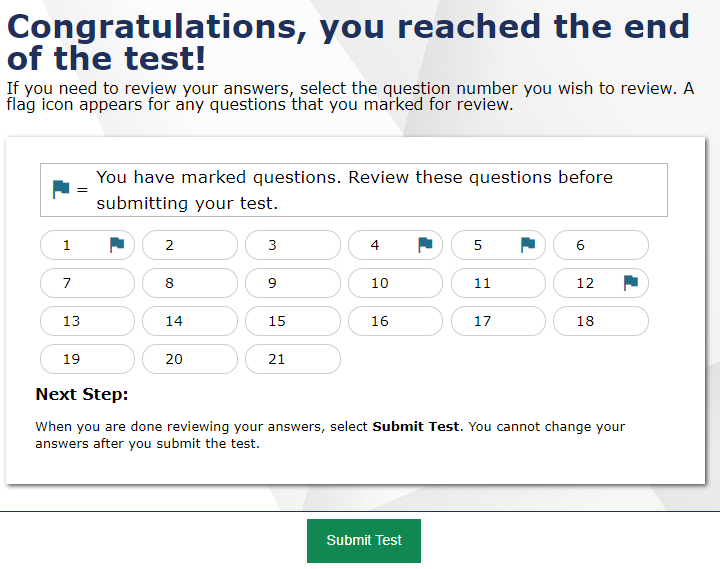 Congratulations, you reached the end
of the test!
If you need to review your answers, select the question number you wish to review. A
flag icon appears for any questions that you marked for review.
= You have marked questions. Review these questions before
submitting your test.
1 2 3 4 5 6
7 8 9 10 11 12
13 14 15 16 17 18
19 20 21
Next Step:
When you are done reviewing your answers, select Submit Test. You cannot change your
answers after you submit the test.
Submit Test